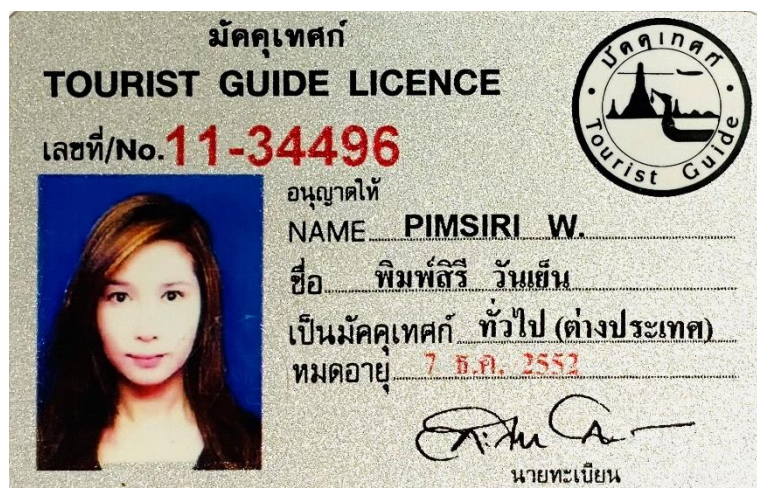 มัคคุเทศก์
TOURIST GUIDE LICENCE
เลขที่/No.11-34496
มัคคุเทศก์
Tourist Guide
อนุญาตให้
NAME PIMSIRI W.
ชื่อ พิมพ์สิรี วันเย็น
เป็นมัคคุเทศก์ ทั่วไป (ต่างประเทศ)
หมดอายุ 7 ธ.ค. 2552
นายทะเบียน